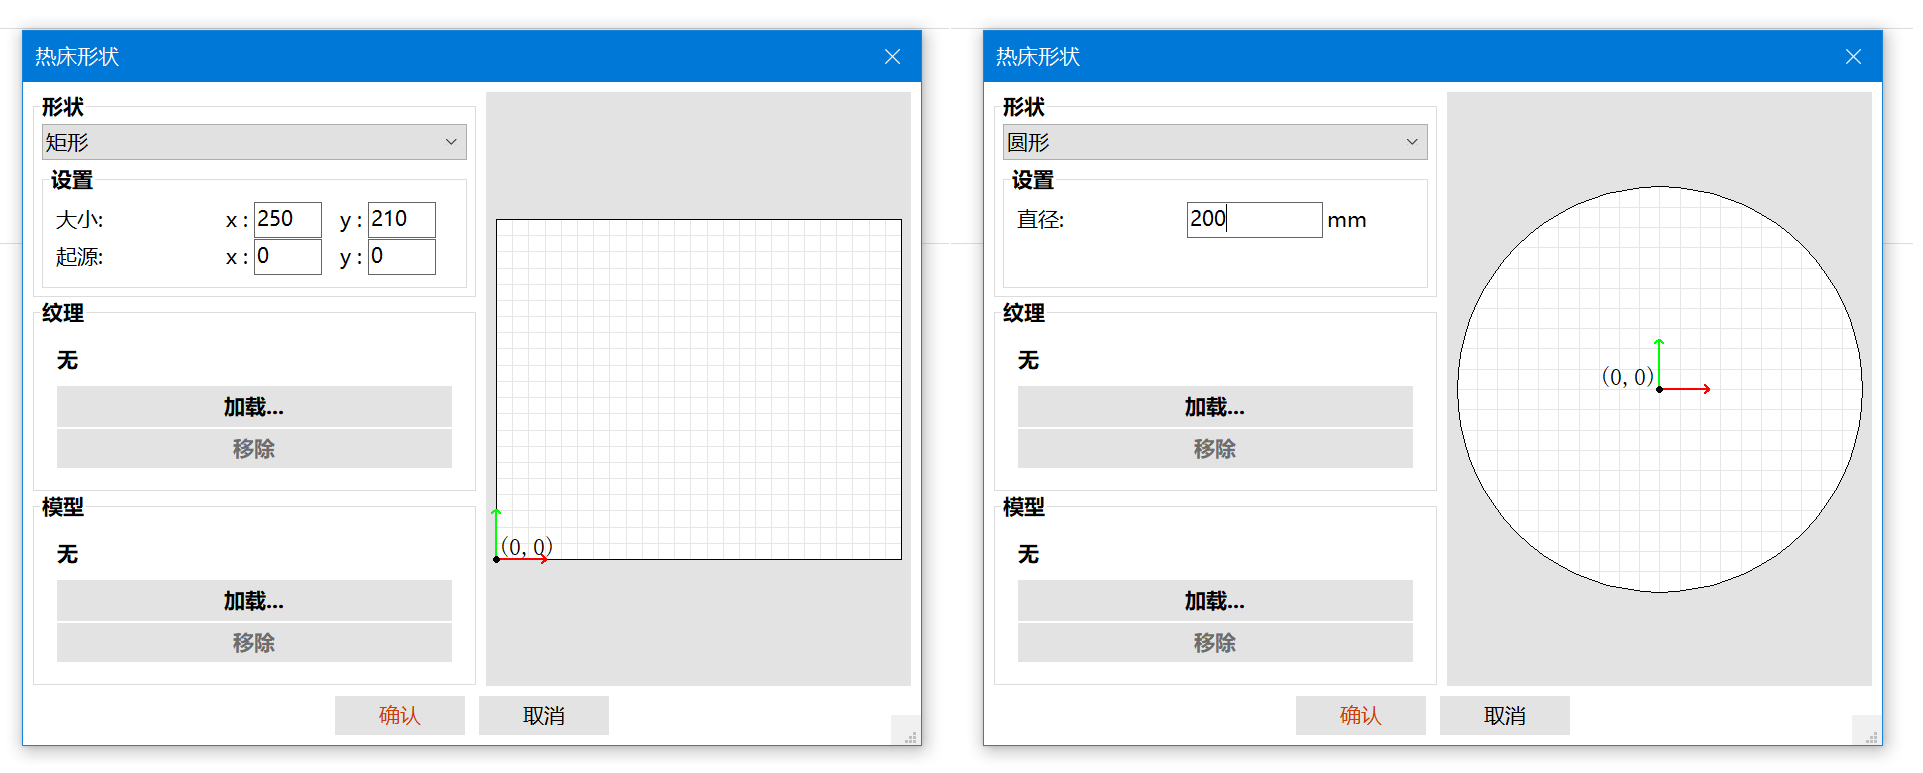 热床形状
形状
矩形
设置
大小: x : 250 y : 210
起源: x : 0 y : 0
纹理
无
加载...
移除
模型
无
加载...
移除
(0, 0)
确认 取消
热床形状
形状
圆形
设置
直径: 200 mm
纹理
无
加载...
移除
模型
无
加载...
移除
(0, 0)
确认 取消